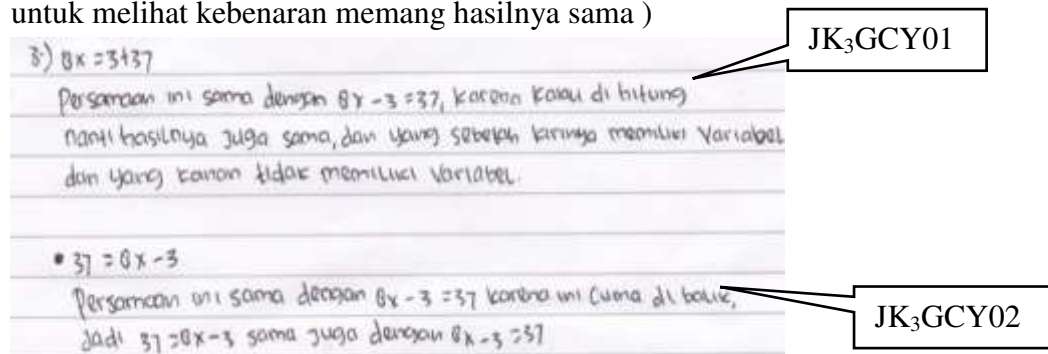 untuk melihat kebenaran memang hasilnya sama )
JK₃GCY01
3.) 8x = 3+37
Persamaan ini sama dengan 8x - 3 = 37, karena kalau di hitung
nanti hasilnya juga sama, dan yang sebelah kirinya memiliki Variabel
dan yang kanan tidak memiliki variabel.
• 37 = 8x - 3
Persamaan ini sama dengan 8x - 3 = 37 karena ini cuma di balik,
Jadi 37 = 8x - 3 sama juga dengan 8x - 3 = 37
JK₃GCY02